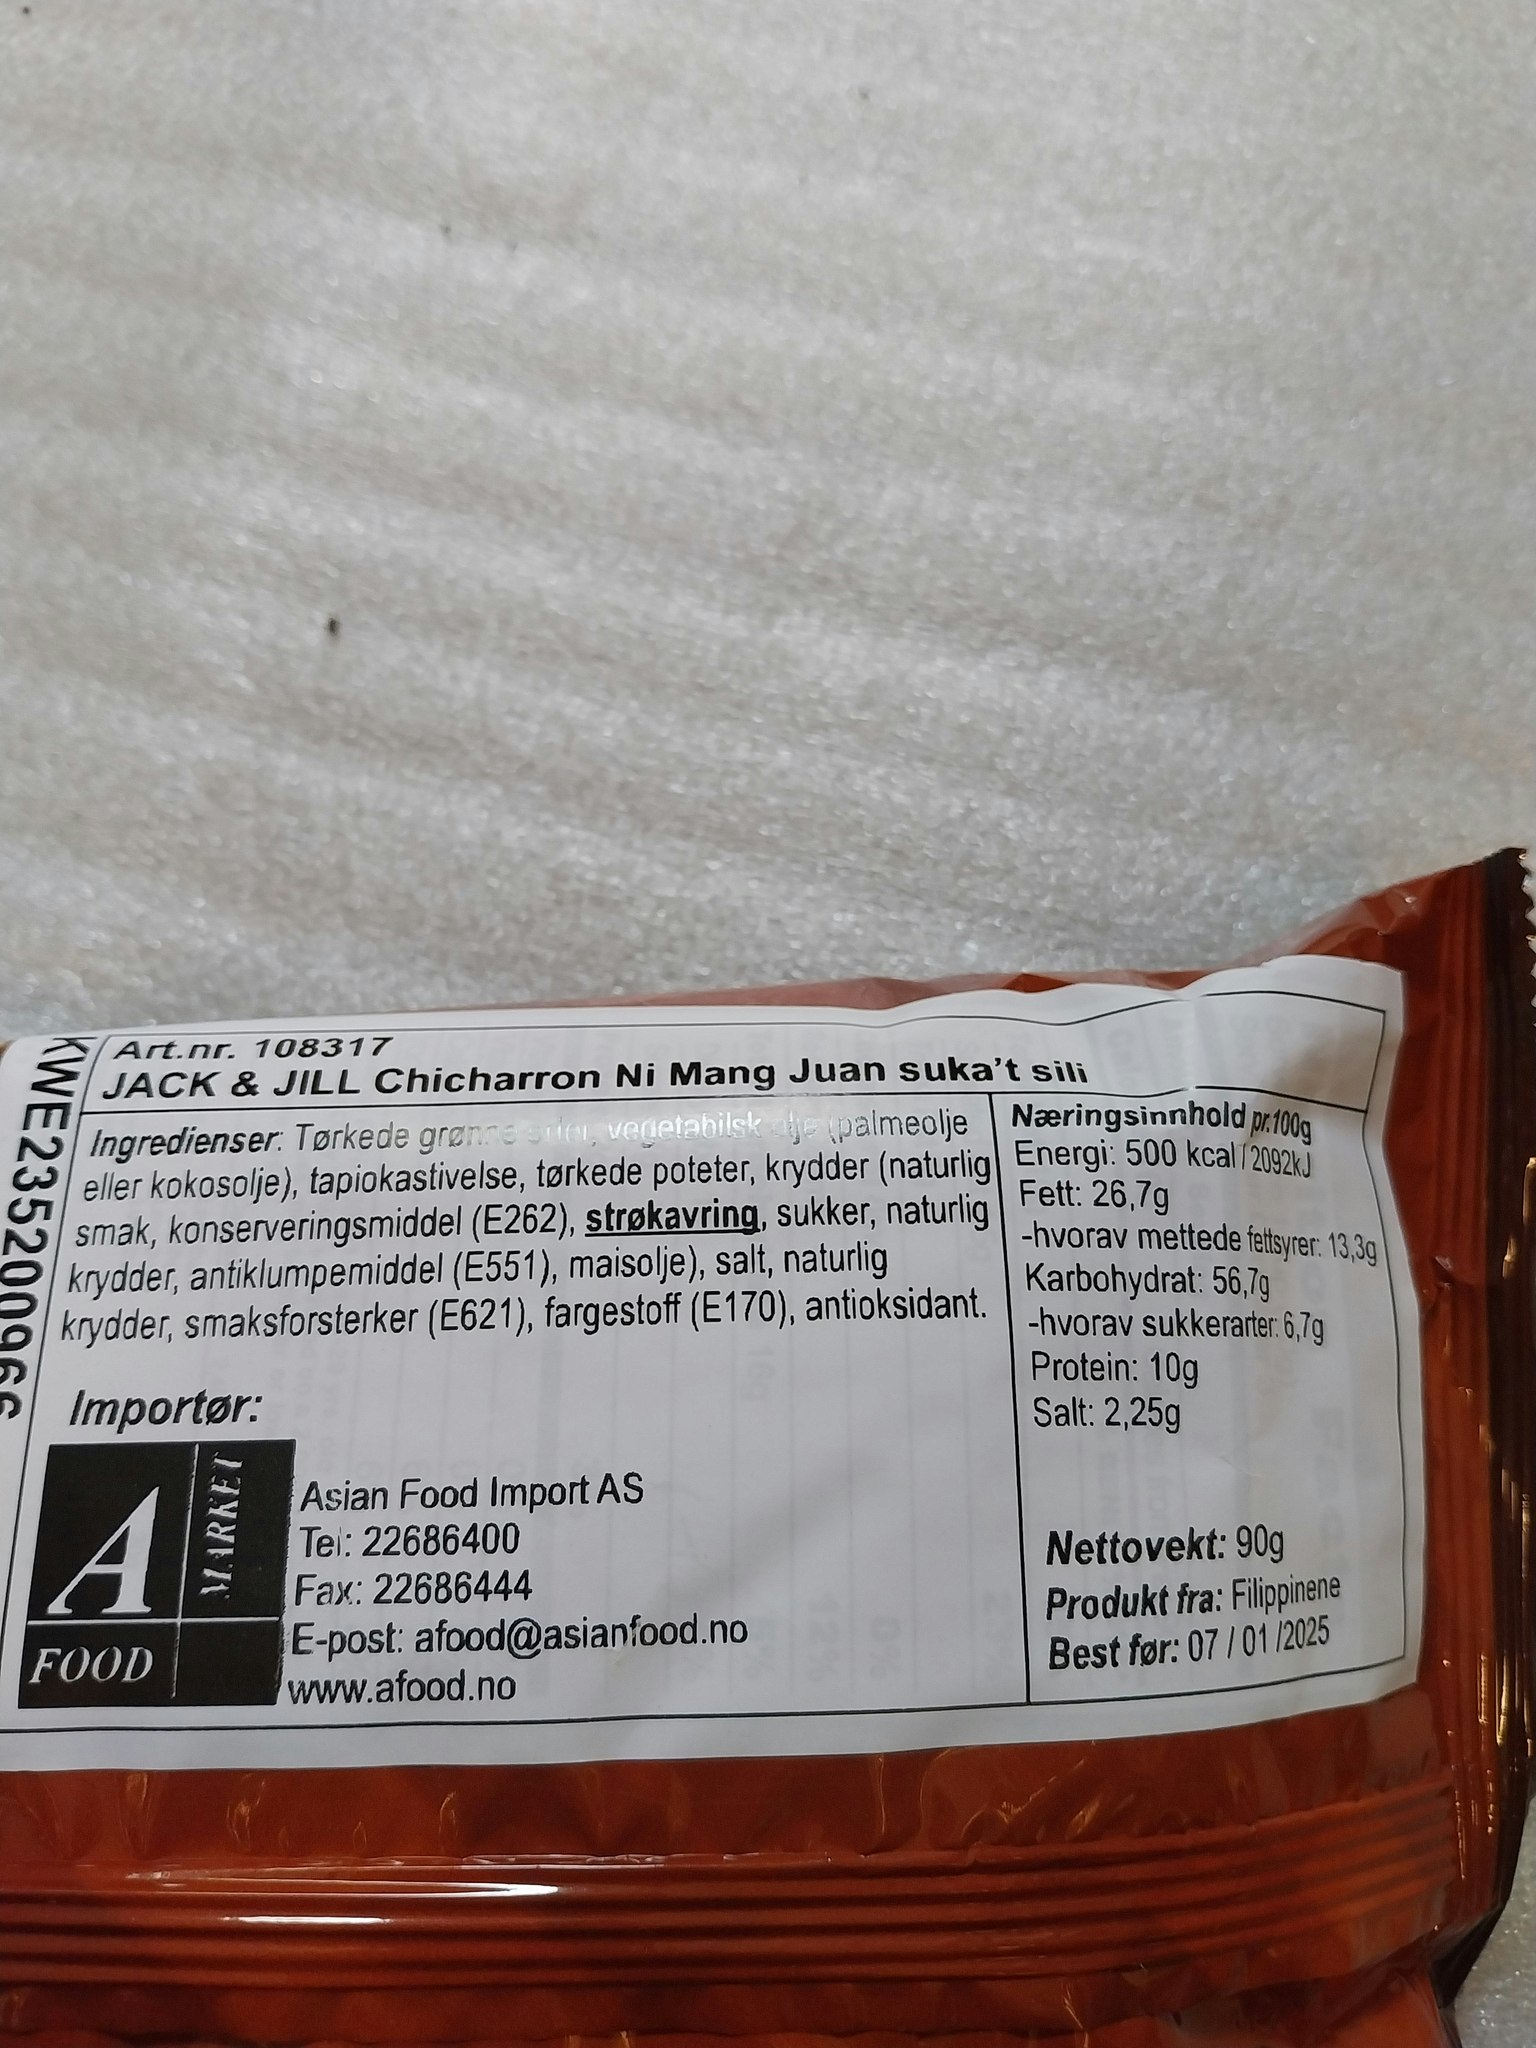 KWE23520096
Art.nr. 108317
JACK & JILL Chicharron Ni Mang Juan suka't sili
Ingredienser: Tørkede grønne erter, vegetabilsk olje (palmeolje
eller kokosolje), tapiokastivelse, tørkede poteter, krydder (naturlig
smak, konserveringsmiddel (E262), strøkavring, sukker, naturlig
krydder, antiklumpemiddel (E551), maisolje), salt, naturlig
krydder, smaksforsterker (E621), fargestoff (E170), antioksidant.
Importør:
A
MARKET
FOOD
Asian Food Import AS
Tel: 22686400
Fax: 22686444
E-post: afood@asianfood.no
www.afood.no
Næringsinnhold pr.100g
Energi: 500 kcal / 2092kJ
Fett: 26,7g
-hvorav mettede fettsyrer: 13,3g
Karbohydrat: 56,7g
-hvorav sukkerarter: 6,7g
Protein: 10g
Salt: 2,25g
Nettovekt: 90g
Produkt fra: Filippinene
Best før: 07 / 01 /2025